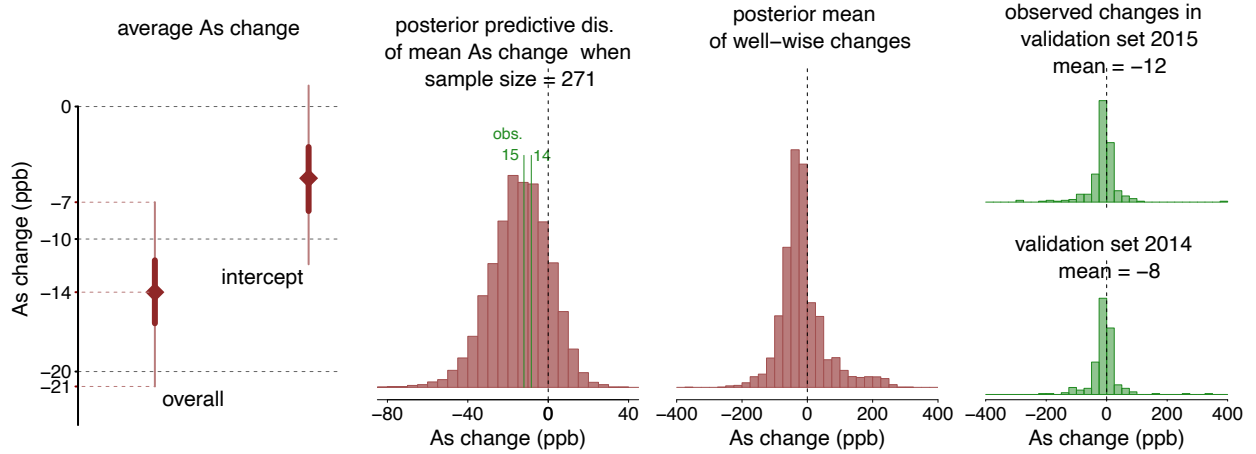 average As change
As change (ppb)
0
−7
−10
−14
−20
−21
intercept
overall
posterior predictive dis.
of mean As change when
sample size = 271
obs.
15
14
−80
−40
0
40
As change (ppb)
posterior mean
of well−wise changes
−400
−200
0
200
400
As change (ppb)
observed changes in
validation set 2015
mean = −12
validation set 2014
mean = −8
−400
−200
0
200
400
As change (ppb)